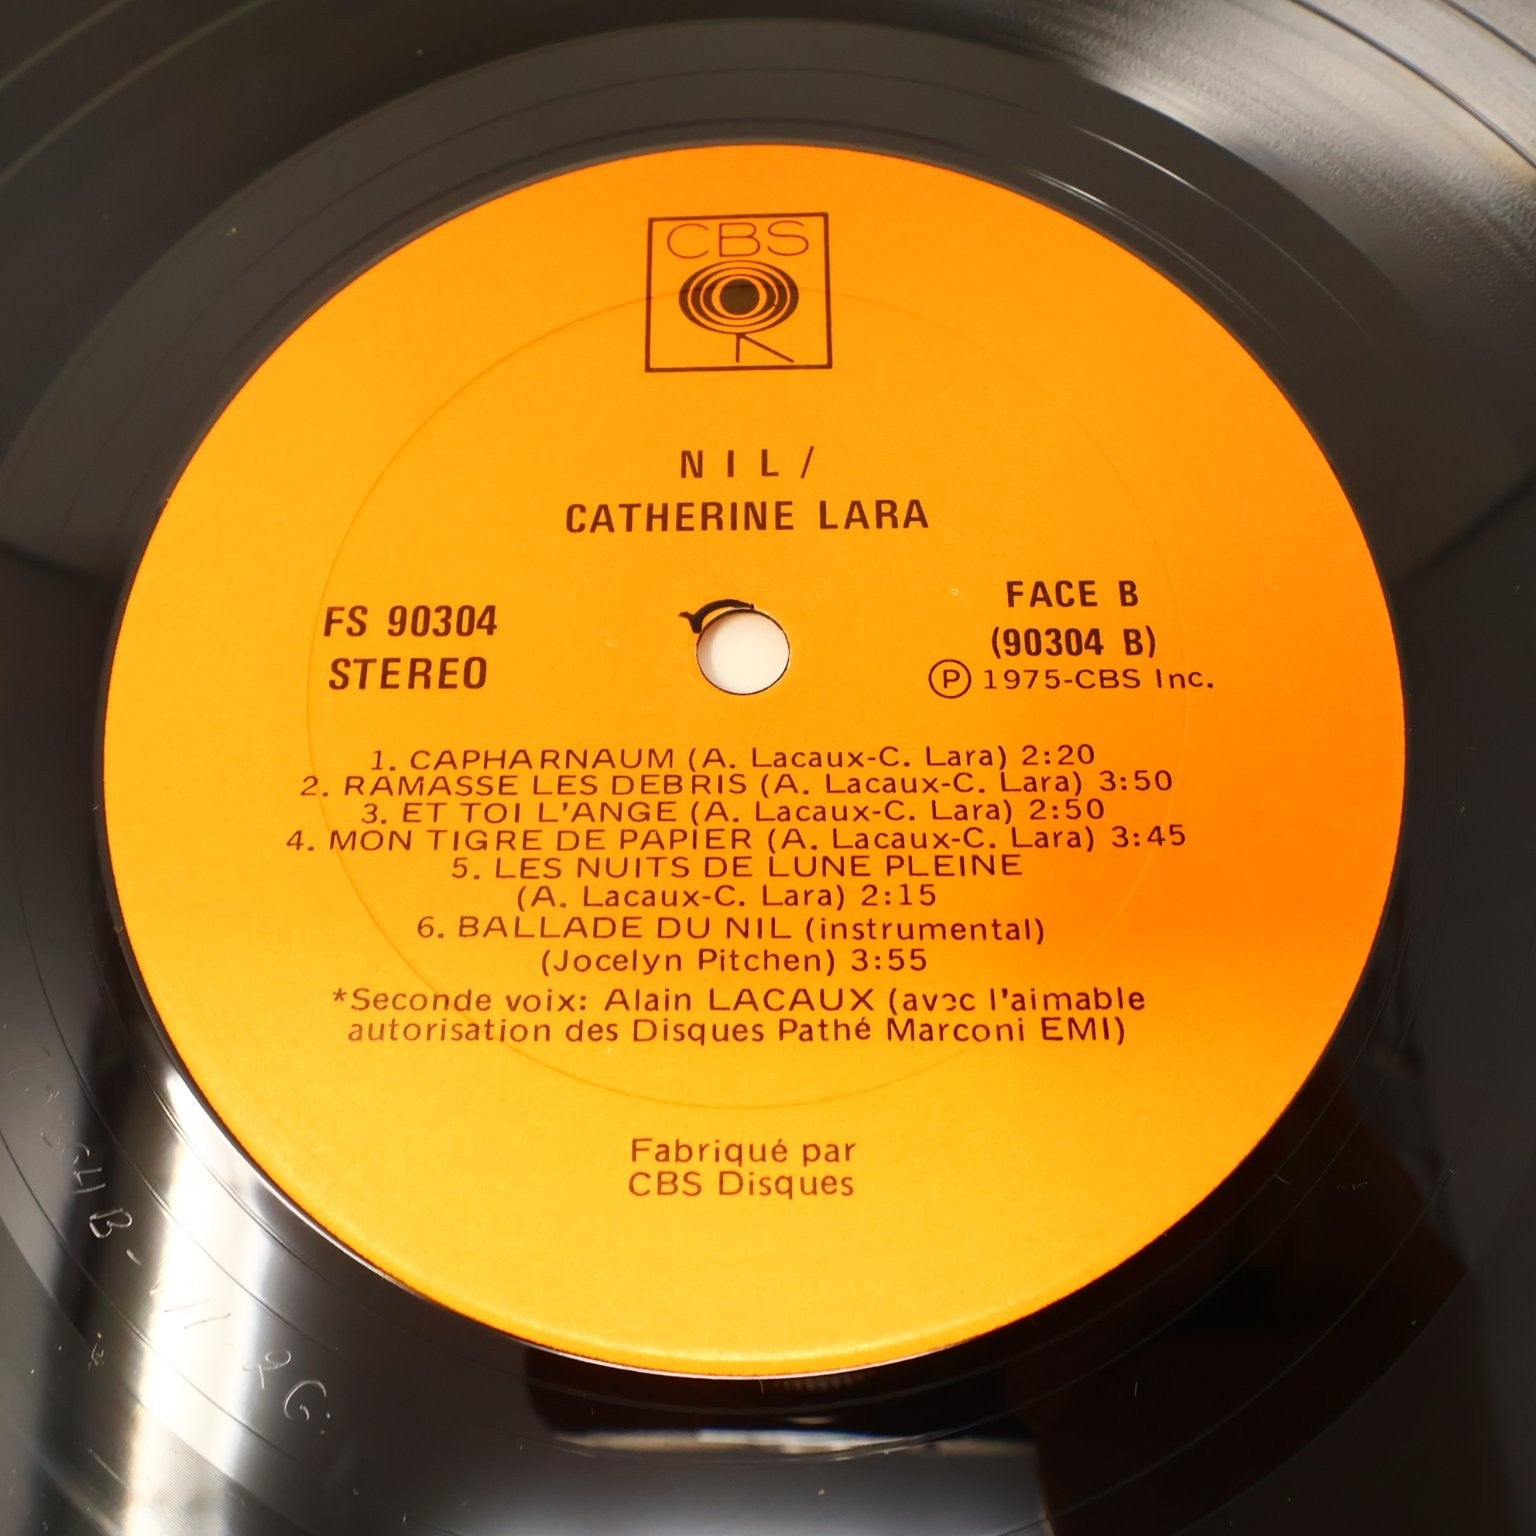 CBS
N I L /
CATHERINE LARA
FS 90304
STEREO
FACE B
(90304 B)
Ⓟ 1975-CBS Inc.
1. CAPHARNAUM (A. Lacaux-C. Lara) 2:20
2. RAMASSE LES DEBRIS (A. Lacaux-C. Lara) 3:50
3. ET TOI L'ANGE (A. Lacaux-C. Lara) 2:50
4. MON TIGRE DE PAPIER (A. Lacaux-C. Lara) 3:45
5. LES NUITS DE LUNE PLEINE
(A. Lacaux-C. Lara) 2:15
6. BALLADE DU NIL (instrumental)
(Jocelyn Pitchen) 3:55
*Seconde voix: Alain LACAUX (avec l'aimable
autorisation des Disques Pathé Marconi EMI)
Fabriqué par
CBS Disques